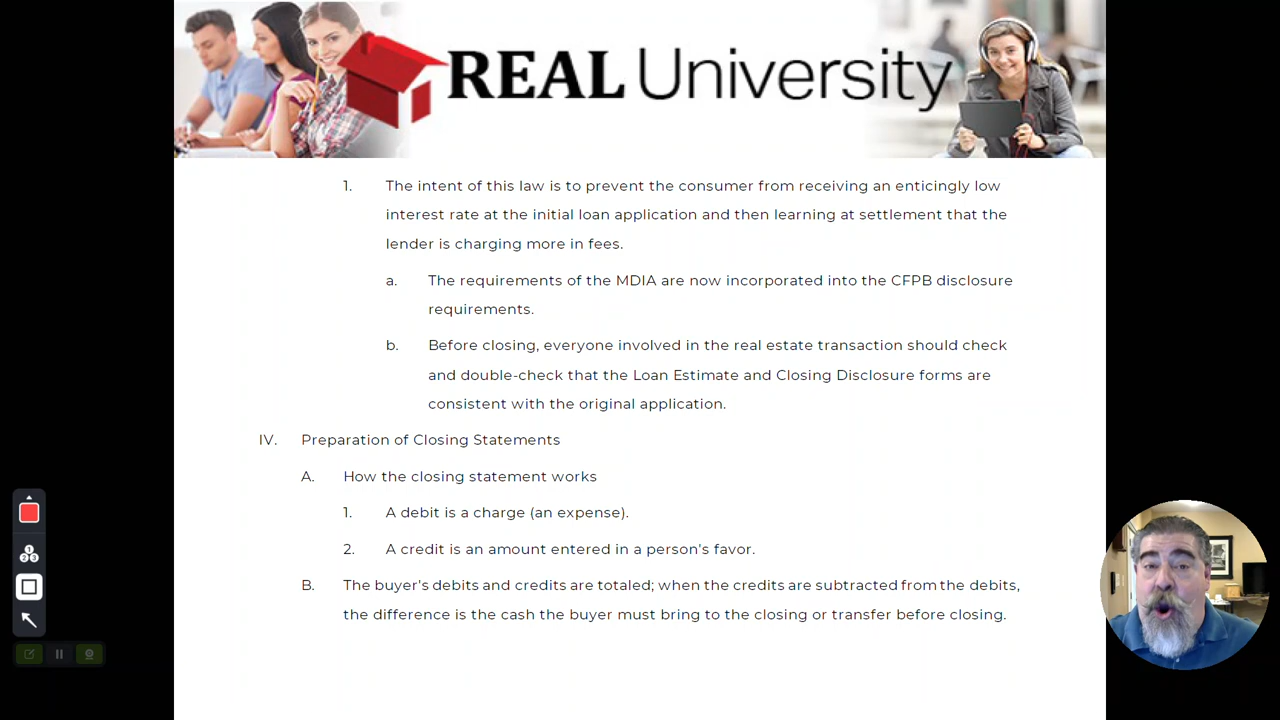 REAL University
1. The intent of this law is to prevent the consumer from receiving an enticingly low
interest rate at the initial loan application and then learning at settlement that the
lender is charging more in fees.
a. The requirements of the MDIA are now incorporated into the CFPB disclosure
requirements.
b. Before closing, everyone involved in the real estate transaction should check
and double-check that the Loan Estimate and Closing Disclosure forms are
consistent with the original application.
IV. Preparation of Closing Statements
A. How the closing statement works
1. A debit is a charge (an expense).
2. A credit is an amount entered in a person's favor.
B. The buyer's debits and credits are totaled; when the credits are subtracted from the debits,
the difference is the cash the buyer must bring to the closing or transfer before closing.